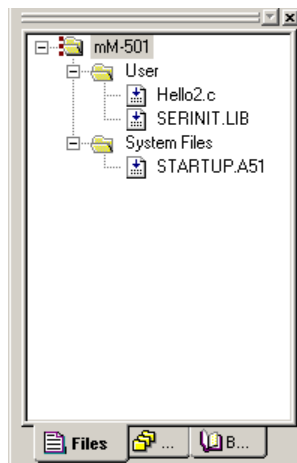 mM-501
User
Hello2.c
SERINIT.LIB
System Files
STARTUP.A51
Files ... B...